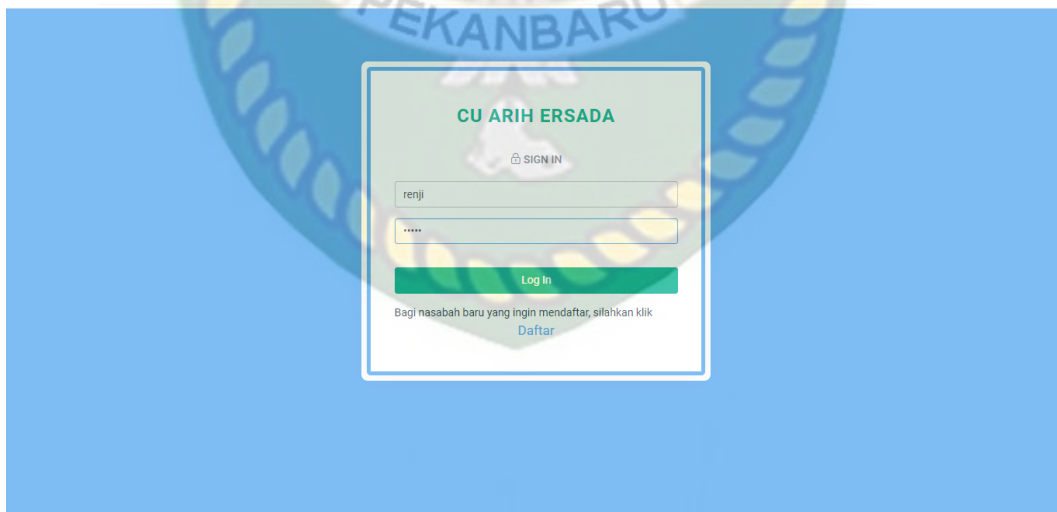 PEKANBARU
CU ARIH ERSADA
SIGN IN
renji
•••••
Log In
Bagi nasabah baru yang ingin mendaftar, silahkan klik
Daftar